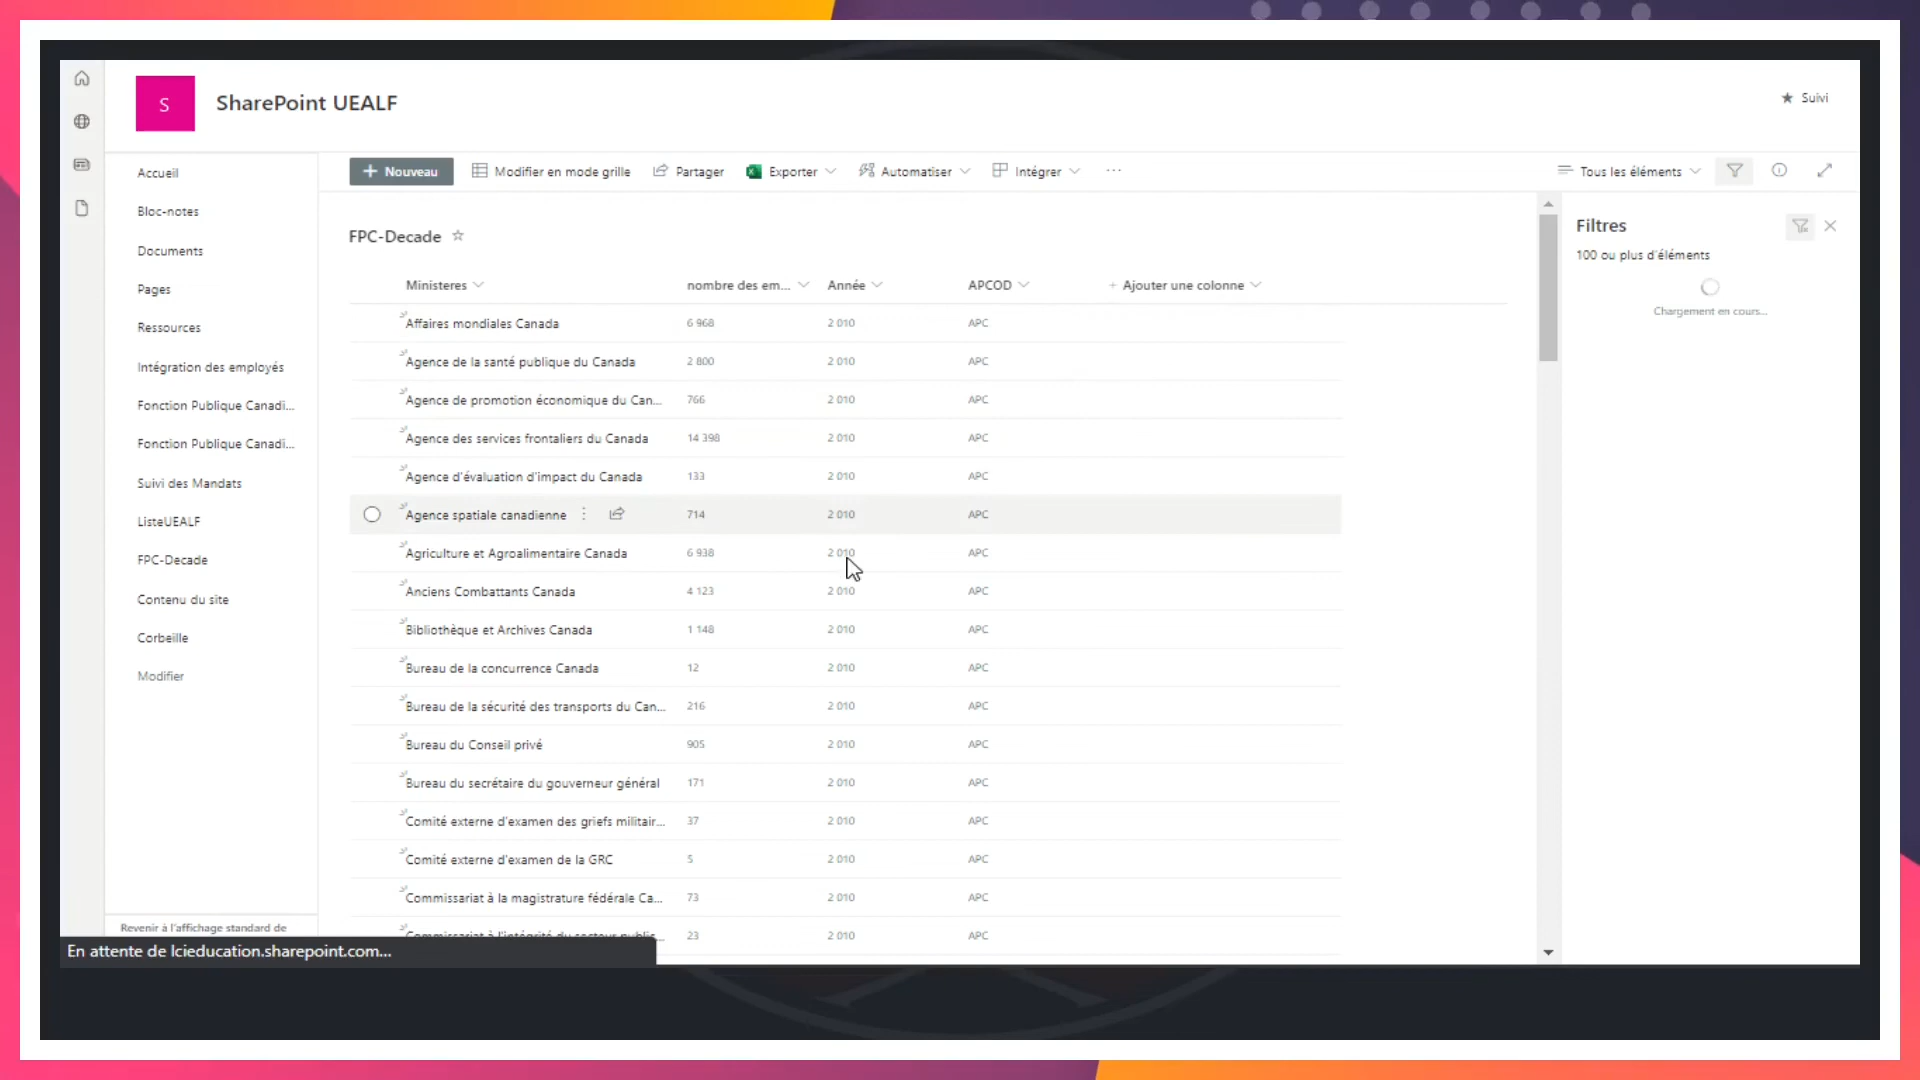 S
SharePoint UEALF
Suivi
Nouveau
Modifier en mode grille
Partager
Exporter
Automatiser
Intégrer
Tous les éléments
Accueil
Bloc-notes
Documents
Pages
Ressources
Intégration des employés
Fonction Publique Canadi...
Fonction Publique Canadi...
Suivi des Mandats
ListeUEALF
FPC-Decade
Contenu du site
Corbeille
Modifier
Revenir à l'affichage standard de
FPC-Decade
Ministeres nombre des em... Année APCOD + Ajouter une colonne
Affaires mondiales Canada 6 968 2 010 APC
Agence de la santé publique du Canada 2 800 2 010 APC
Agence de promotion économique du Can... 766 2 010 APC
Agence des services frontaliers du Canada 14 398 2 010 APC
Agence d'évaluation d'impact du Canada 133 2 010 APC
Agence spatiale canadienne 714 2 010 APC
Agriculture et Agroalimentaire Canada 6 938 2 010 APC
Anciens Combattants Canada 4 123 2 010 APC
Bibliothèque et Archives Canada 1 148 2 010 APC
Bureau de la concurrence Canada 12 2 010 APC
Bureau de la sécurité des transports du Can... 216 2 010 APC
Bureau du Conseil privé 905 2 010 APC
Bureau du secrétaire du gouverneur général 171 2 010 APC
Comité externe d'examen des griefs militair... 37 2 010 APC
Comité externe d'examen de la GRC 5 2 010 APC
Commissariat à la magistrature fédérale Ca... 73 2 010 APC
Commissariat à l'intégrité du secteur public... 23 2 010 APC
Filtres
100 ou plus d'éléments
Chargement en cours...
En attente de lcieducation.sharepoint.com...